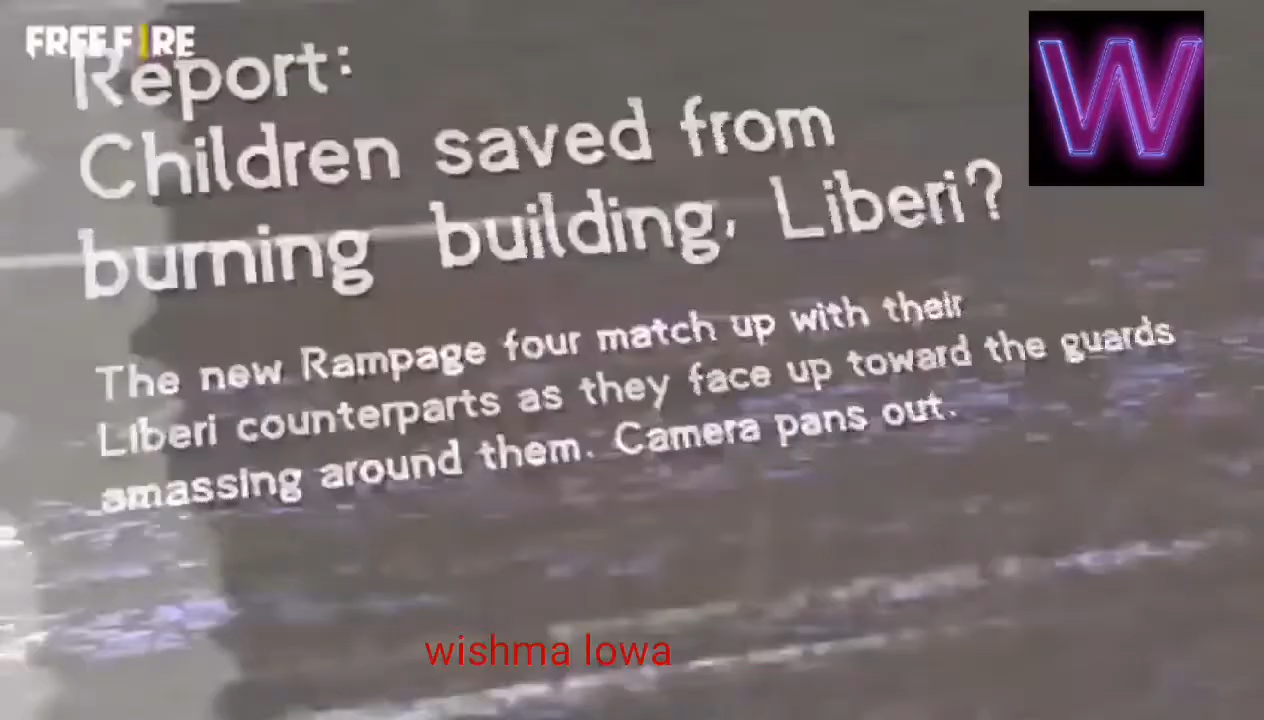 FREE FIRE
W
Report:
Children saved from
burning building, Liberi?
The new Rampage four match up with their
Liberi counterparts as they face up toward the guards
amassing around them. Camera pans out.
wishma lowa